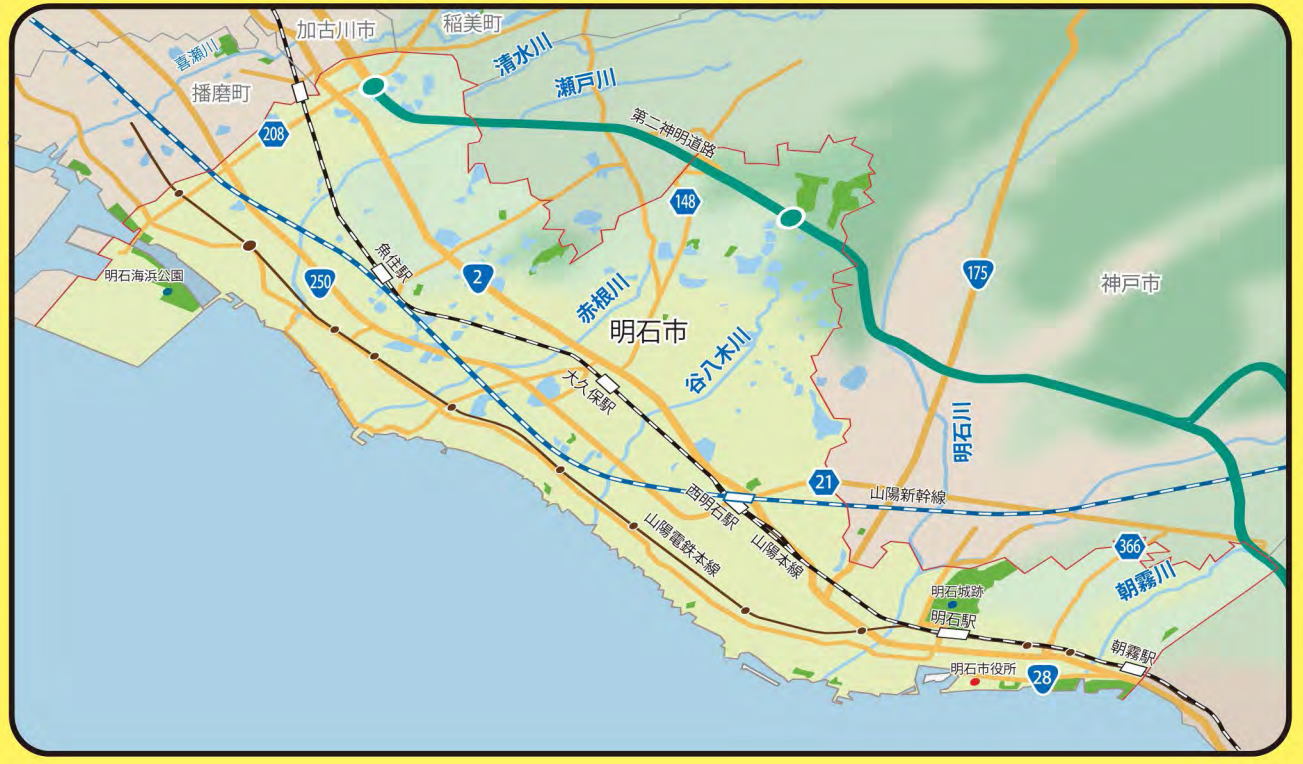 加古川市
稲美町
喜瀬川
清水川
播磨町
瀬戸川
208
第二神明道路
148
明石海浜公園
250
魚住駅
2
赤根川
明石市
175
神戸市
谷八木川
大久保駅
明石川
21
山陽新幹線
西明石駅
山陽電鉄本線
山陽本線
366
朝霧川
明石城跡
明石駅
朝霧駅
明石市役所
28